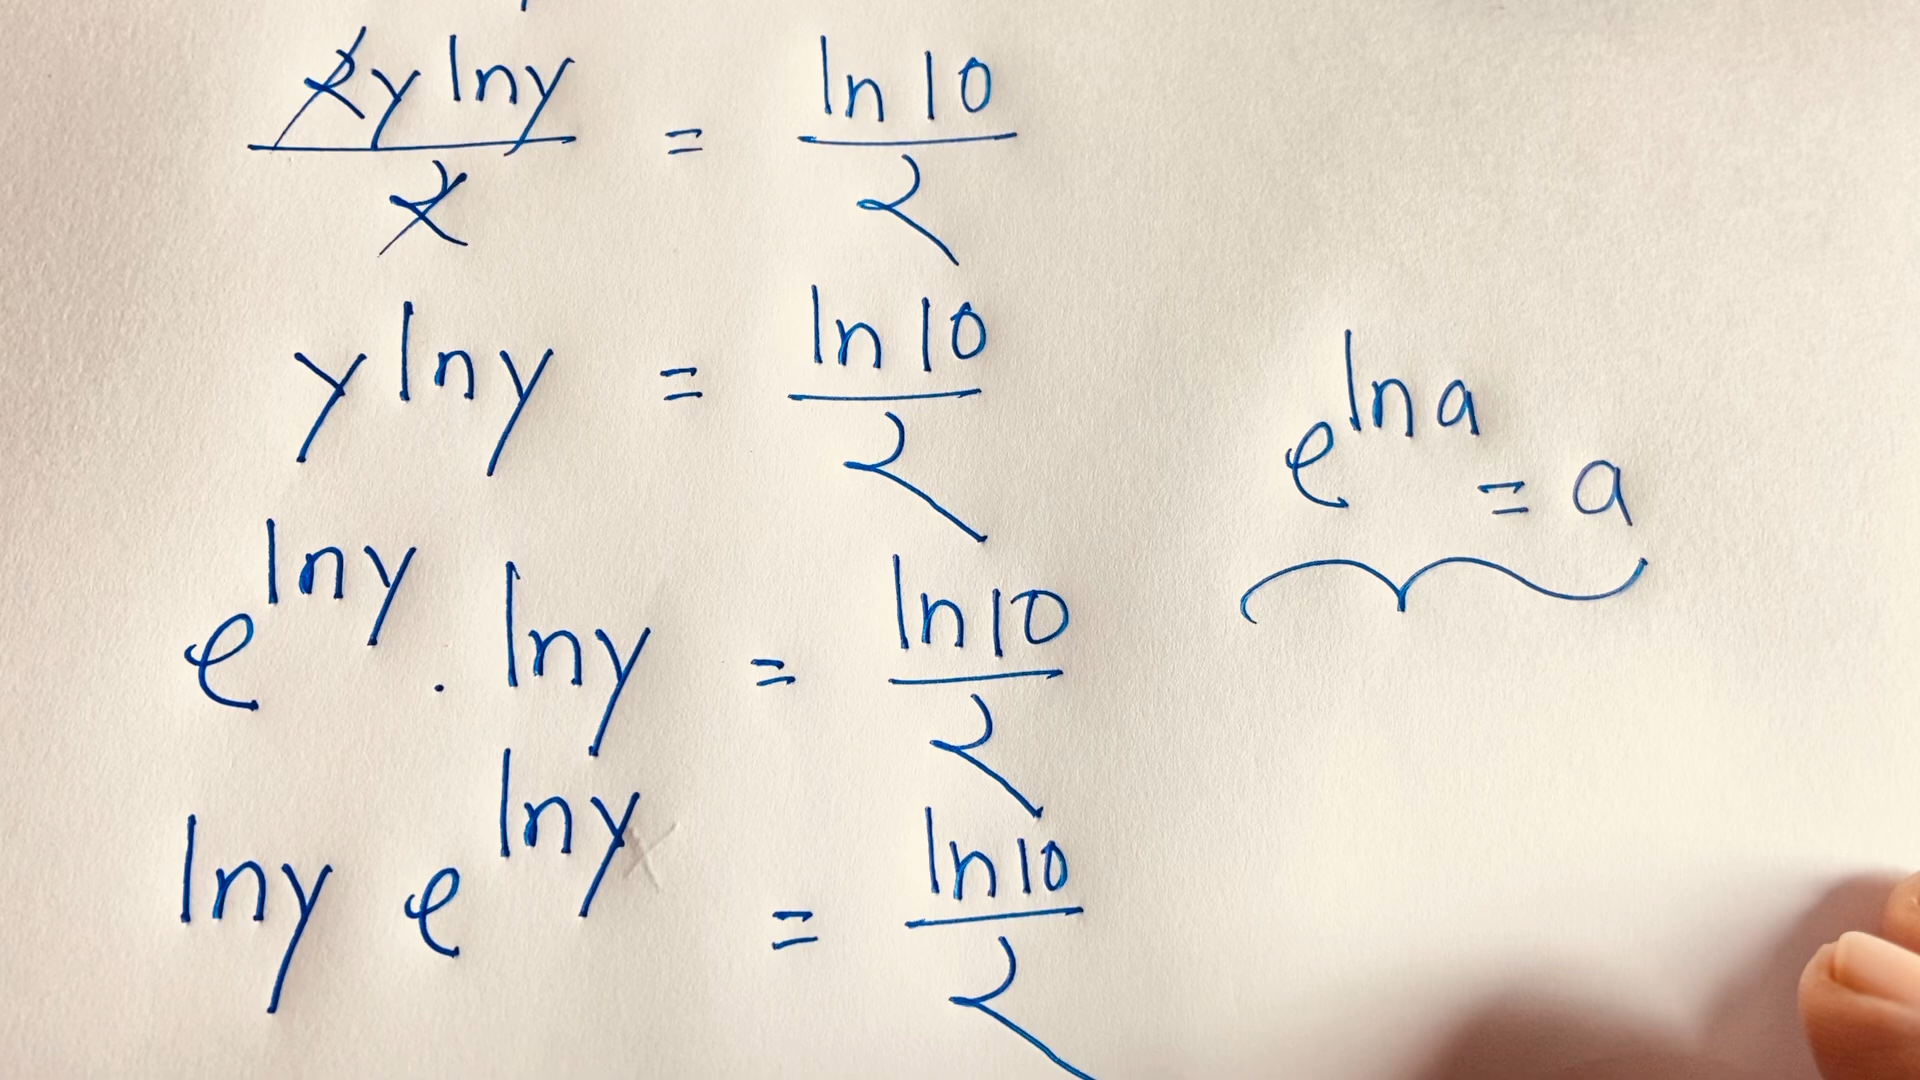 2y ln y / 2 = ln 10 / 2
y ln y = ln 10 / 2
e^ln a = a
e^ln y . ln y = ln 10 / 2
ln y e^ln y = ln 10 / 2